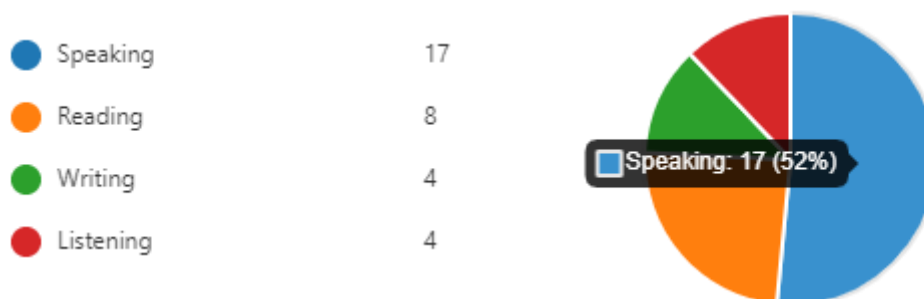 Speaking 17
Reading 8
Writing 4
Listening 4
Speaking: 17 (52%)